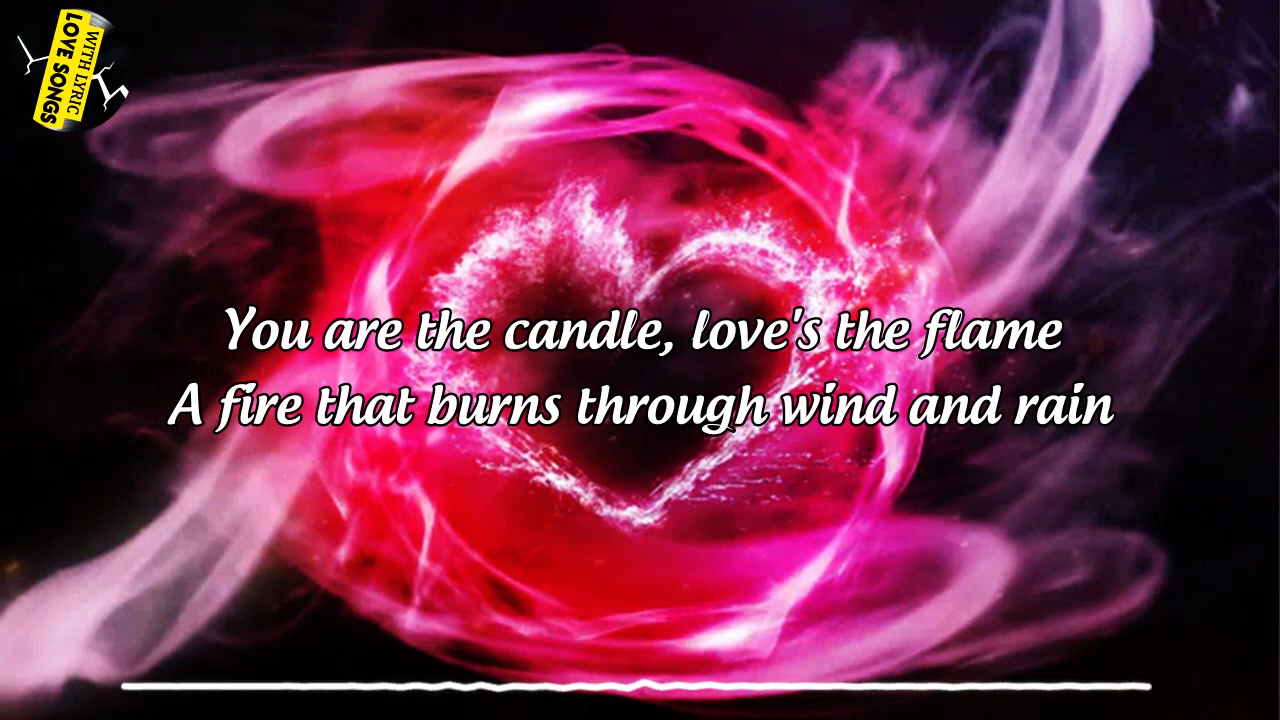 WITH LYRIC
LOVE SONGS
You are the candle, love's the flame
A fire that burns through wind and rain